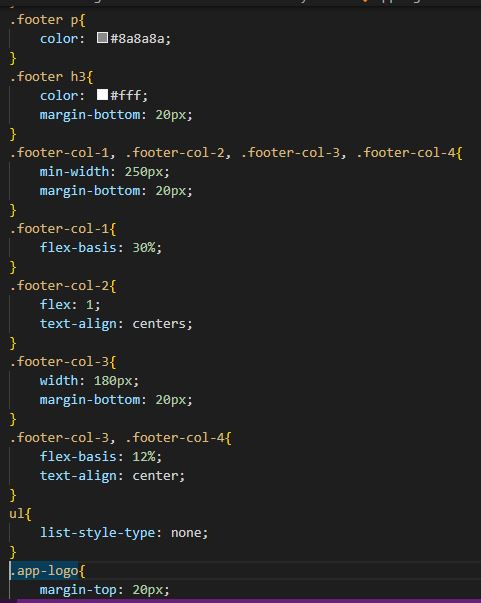 .footer p{
color: #8a8a8a;
}
.footer h3{
color: #fff;
margin-bottom: 20px;
}
.footer-col-1, .footer-col-2, .footer-col-3, .footer-col-4{
min-width: 250px;
margin-bottom: 20px;
}
.footer-col-1{
flex-basis: 30%;
}
.footer-col-2{
flex: 1;
text-align: centers;
}
.footer-col-3{
width: 180px;
margin-bottom: 20px;
}
.footer-col-3, .footer-col-4{
flex-basis: 12%;
text-align: center;
}
ul{
list-style-type: none;
}
.app-logo{
margin-top: 20px;